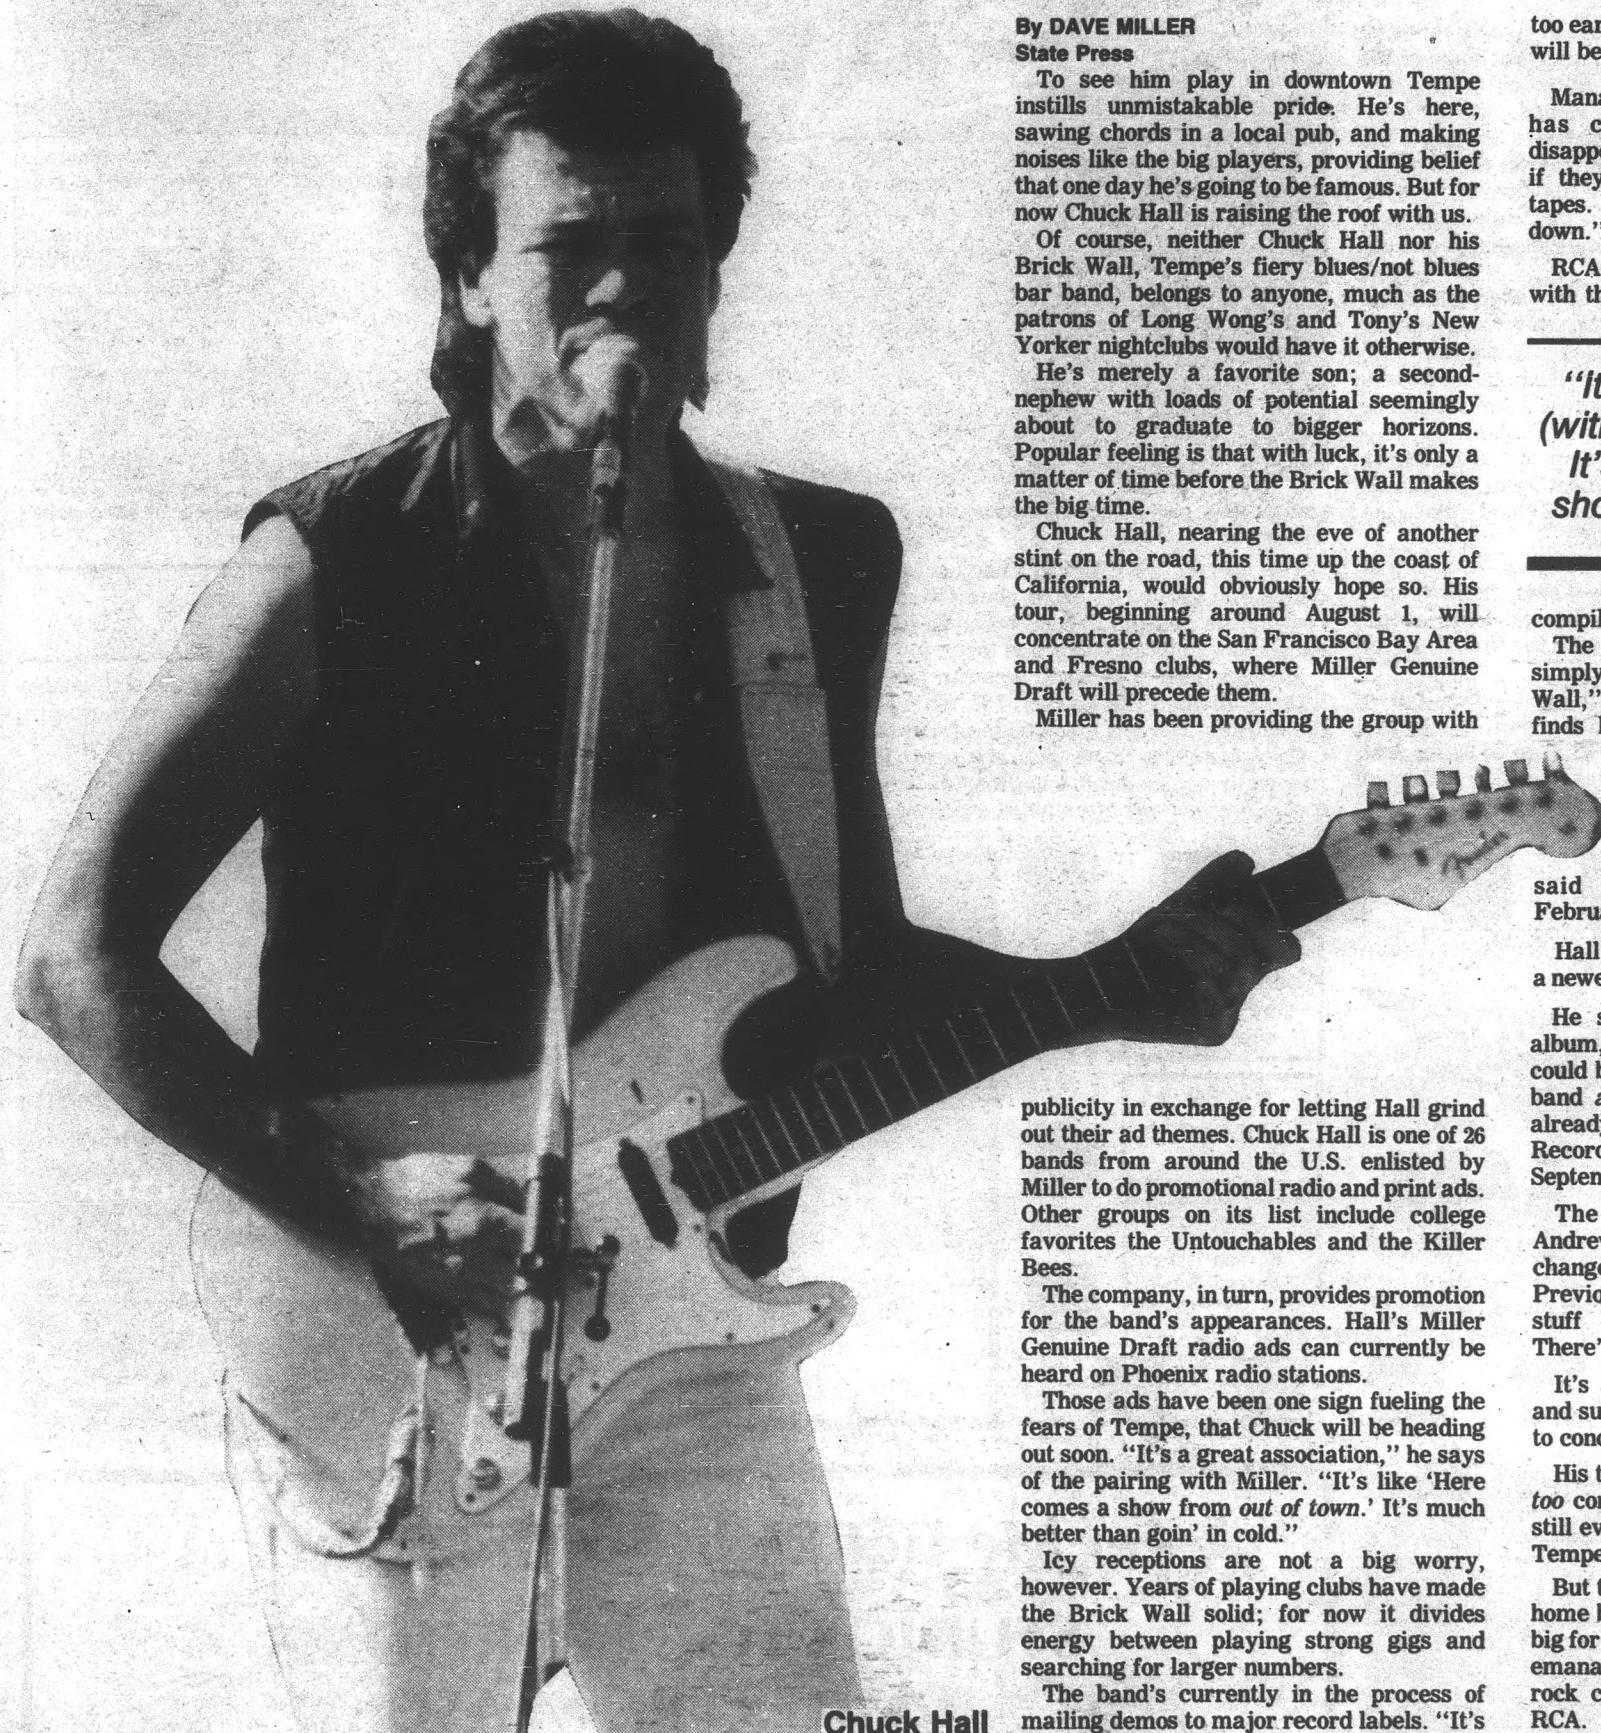 By DAVE MILLER
State Press
To see him play in downtown Tempe
instills unmistakable pride. He's here,
sawing chords in a local pub, and making
noises like the big players, providing belief
that one day he's going to be famous. But for
now Chuck Hall is raising the roof with us.
Of course, neither Chuck Hall nor his
Brick Wall, Tempe's fiery blues/not blues
bar band, belongs to anyone, much as the
patrons of Long Wong's and Tony's New
Yorker nightclubs would have it otherwise.
He's merely a favorite son; a second-
nephew with loads of potential seemingly
about to graduate to bigger horizons.
Popular feeling is that with luck, it's only a
matter of time before the Brick Wall makes
the big time.
Chuck Hall, nearing the eve of another
stint on the road, this time up the coast of
California, would obviously hope so. His
tour, beginning around August 1, will
concentrate on the San Francisco Bay Area
and Fresno clubs, where Miller Genuine
Draft will precede them.
Miller has been providing the group with
publicity in exchange for letting Hall grind
out their ad themes. Chuck Hall is one of 26
bands from around the U.S. enlisted by
Miller to do promotional radio and print ads.
Other groups on its list include college
favorites the Untouchables and the Killer
Bees.
The company, in turn, provides promotion
for the band's appearances. Hall's Miller
Genuine Draft radio ads can currently be
heard on Phoenix radio stations.
Those ads have been one sign fueling the
fears of Tempe, that Chuck will be heading
out soon. "It's a great association," he says
of the pairing with Miller. "It's like 'Here
comes a show from out of town.' It's much
better than goin' in cold."
Icy receptions are not a big worry,
however. Years of playing clubs have made
the Brick Wall solid; for now it divides
energy between playing strong gigs and
searching for larger numbers.
The band's currently in the process of
mailing demos to major record labels. "It's
too ear
will be
Mana
has c
disappo
if they
tapes.
down."
RCA
with th
"It
(wit
It'
sho
compil
The
simply
Wall,"
finds
said
Febru
Hall
a newe
He s
album,
could b
band a
already
Record
Septem
The
Andrew
change
Previo
stuff
There'
It's
and su
to conc
His t
too cor
still ev
Tempe
But t
home b
big for
emana
rock c
RCA.
Chuck Hall